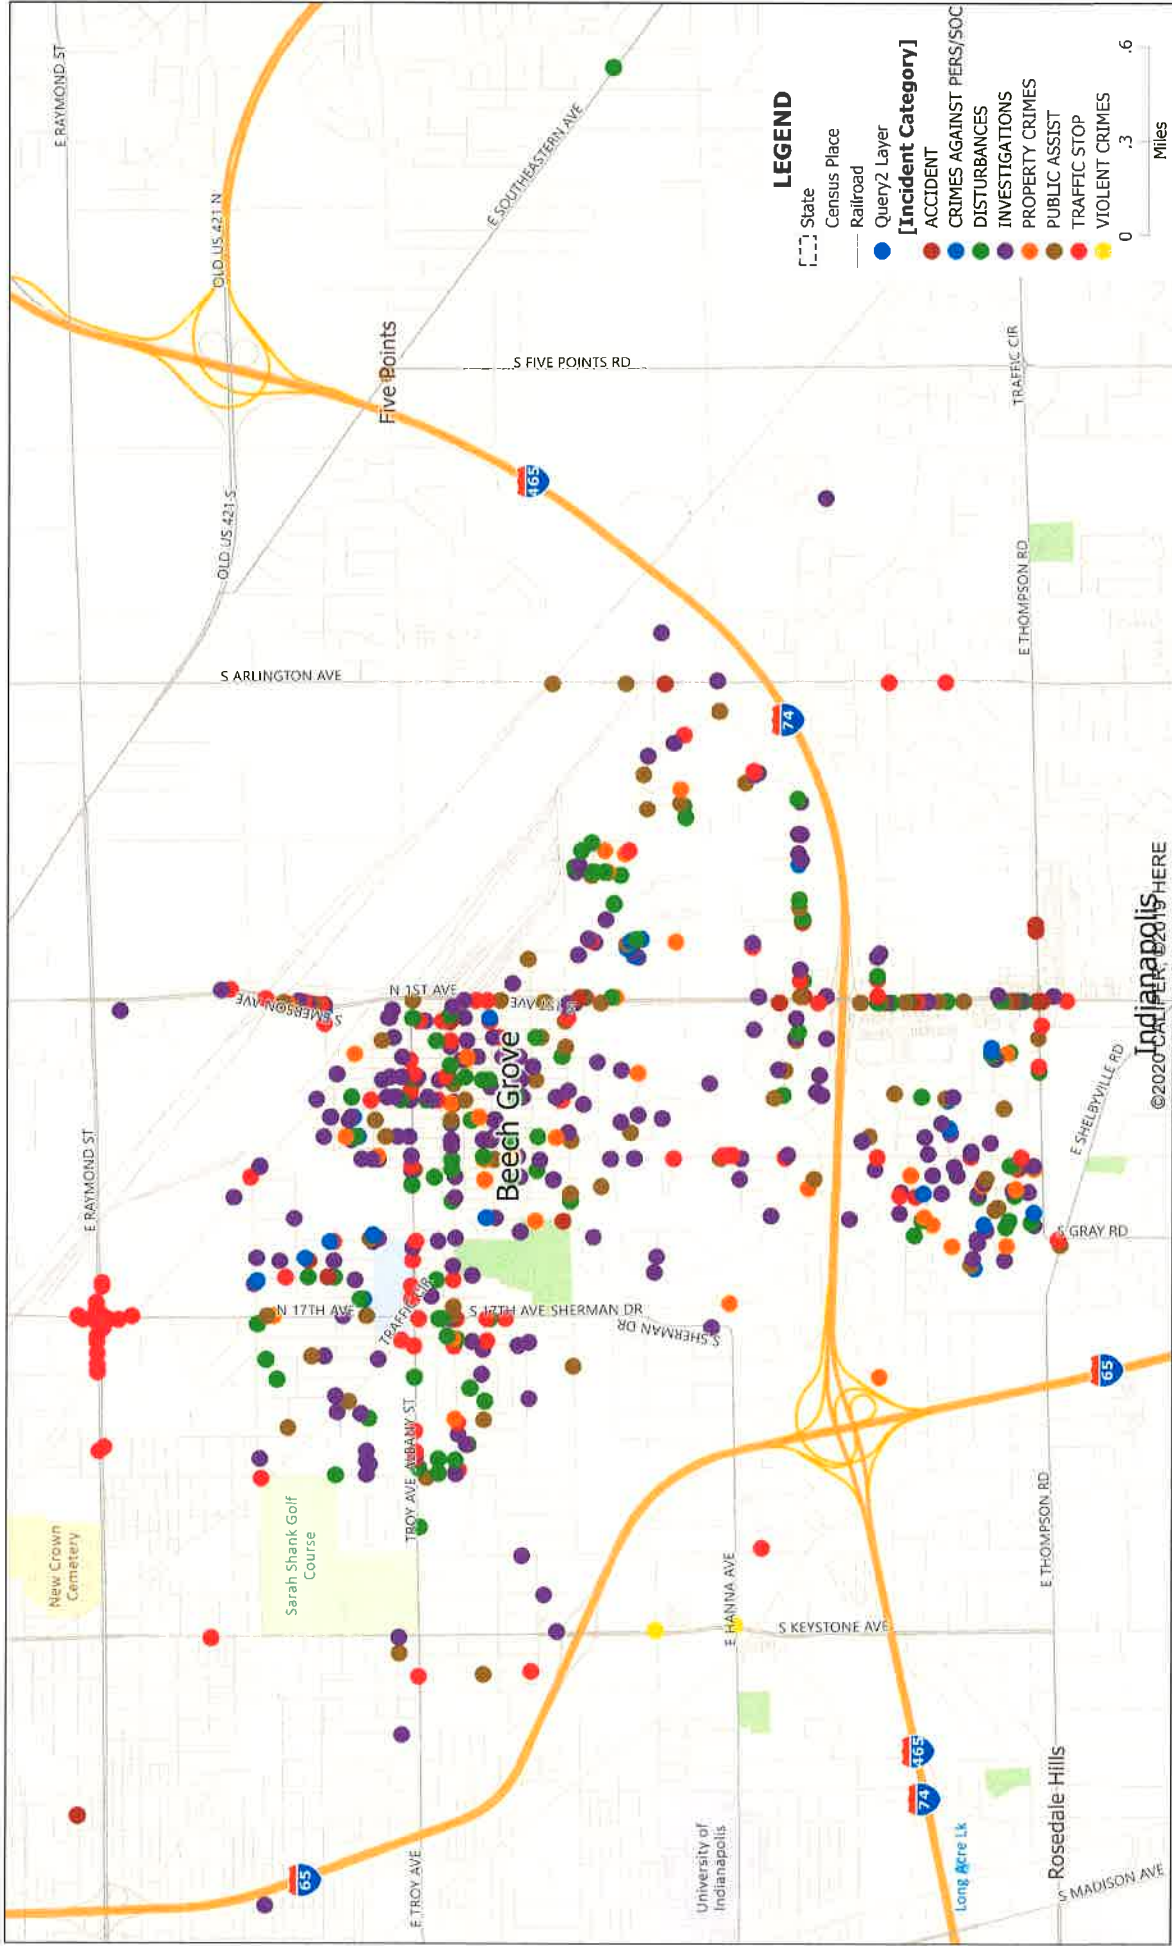 E RAYMOND ST
OLD US 421 N
E SOUTHEASTERN AVE
Five Points
S FIVE POINTS RD
TRAFFIC CIR
465
OLD US 421 S
E THOMPSON RD
S ARLINGTON AVE
74
N 1ST AVE
S EMERSON AVE
S 1ST AVE
Beech Grove
Indianapolis
©2020 CALIPER; ©2019 HERE
E SHELBYVILLE RD
S GRAY RD
E RAYMOND ST
N 17TH AVE
TRAFFIC CIR
S 17TH AVE SHERMAN DR
S SHERMAN DR
65
TROY AVE
ALBANY ST
E THOMPSON RD
New Crown
Cemetery
Sarah Shank Golf
Course
E HANNA AVE
S KEYSTONE AVE
465
74
Rosedale Hills
Long Acre Lk
University of
Indianapolis
S MADISON AVE
E TROY AVE
65
LEGEND
State
Census Place
Railroad
Query2 Layer
[Incident Category]
ACCIDENT
CRIMES AGAINST PERS/SOC
DISTURBANCES
INVESTIGATIONS
PROPERTY CRIMES
PUBLIC ASSIST
TRAFFIC STOP
VIOLENT CRIMES
0 .3 .6
Miles